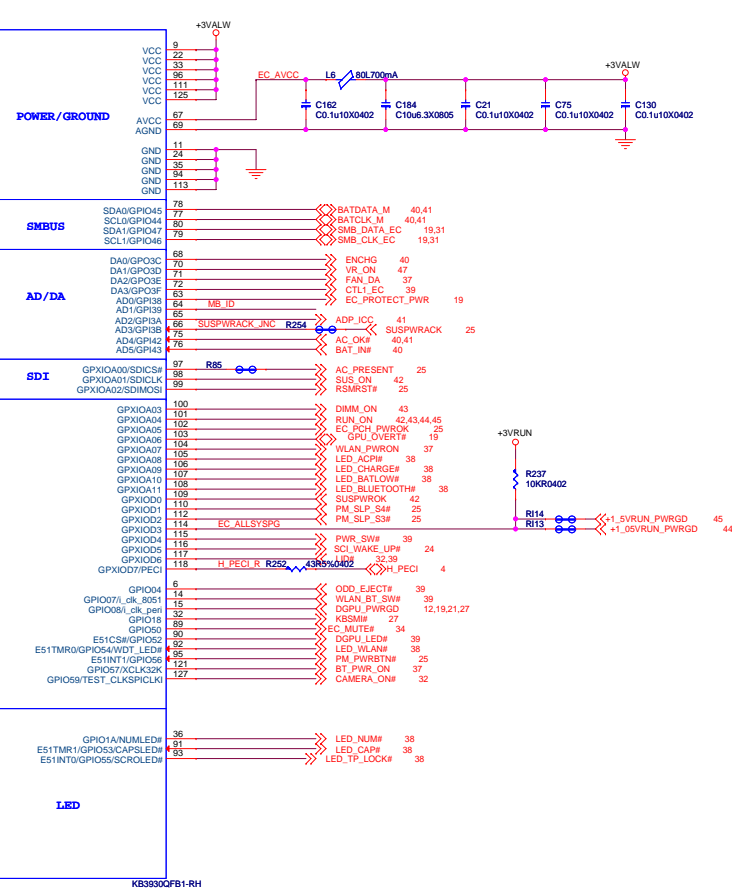 +3VALW
VCC 9
VCC 22
VCC 33
VCC 96
VCC 111
VCC 125
+3VALW
EC_AVCC L6 80L700mA
C162 C0.1u10X0402
C184 C10u6.3X0805
C21 C0.1u10X0402
C75 C0.1u10X0402
C130 C0.1u10X0402
POWER/GROUND
AVCC 67
AGND 69
GND 11
GND 24
GND 35
GND 94
GND 113
SMBUS
SDA0/GPIO45 78 BATDATA_M 40,41
SCL0/GPIO44 77 BATCLK_M 40,41
SDA1/GPIO47 80 SMB_DATA_EC 19,31
SCL1/GPIO46 79 SMB_CLK_EC 19,31
AD/DA
DA0/GPO3C 68 ENCHG 40
DA1/GPO3D 70 VR_ON 47
DA2/GPO3E 71 FAN_DA 37
DA3/GPO3F 72 CTL1_EC 39
AD0/GPI38 63 EC_PROTECT_PWR 19
AD1/GPI39 64 MB_ID
AD2/GPI3A 65 ADP_ICC 41
AD3/GPI3B 66 SUSPWRACK_JNC R254 SUSPWRACK 25
AD4/GPI42 75 AC_OK# 40,41
AD5/GPI43 76 BAT_IN# 40
SDI
GPXIOA00/SDICS# 97 R85 AC_PRESENT 25
GPXIOA01/SDICLK 98 SUS_ON 42
GPXIOA02/SDIMOSI 99 RSMRST# 25
GPXIOA03 100 DIMM_ON 43
GPXIOA04 101 RUN_ON 42,43,44,45
GPXIOA05 102 EC_PCH_PWROK 25
GPXIOA06 103 GPU_OVERT# 19
GPXIOA07 104 WLAN_PWRON 37
GPXIOA08 105 LED_ACPI# 38
GPXIOA09 106 LED_CHARGE# 38
GPXIOA10 107 LED_BATLOW# 38
GPXIOA11 108 LED_BLUETOOTH# 38
GPXIOD0 109 SUSPWROK 42
GPXIOD1 110 PM_SLP_S4# 25
GPXIOD2 112 PM_SLP_S3# 25
GPXIOD3 114 EC_ALLSYSPG
GPXIOD4 115 PWR_SW# 39
GPXIOD5 116 SCI_WAKE_UP# 24
GPXIOD6 117 LID# 32,39
GPXIOD7/PECI 118 H_PECI_R R252 43R5%0402 H_PECI 4
+3VRUN
R237
10KR0402
RI14 +1_5VRUN_PWRGD 45
RI13 +1_05VRUN_PWRGD 44
GPIO04 6 ODD_EJECT# 39
GPIO07/i_clk_8051 14 WLAN_BT_SW# 39
GPIO08/i_clk_peri 15 DGPU_PWRGD 12,19,21,27
GPIO18 32 KBSMI# 27
GPIO50 89 EC_MUTE# 34
E51CS#/GPIO52 90 DGPU_LED# 39
E51TMR0/GPIO54/WDT_LED# 92 LED_WLAN# 38
E51INT1/GPIO56 95 PM_PWRBTN# 25
GPIO57/XCLK32K 121 BT_PWR_ON 37
GPIO59/TEST_CLKSPICLKI 127 CAMERA_ON# 32
GPIO1A/NUMLED# 36 LED_NUM# 38
E51TMR1/GPIO53/CAPSLED# 91 LED_CAP# 38
E51INT0/GPIO55/SCROLED# 93 LED_TP_LOCK# 38
LED
KB3930QFB1-RH